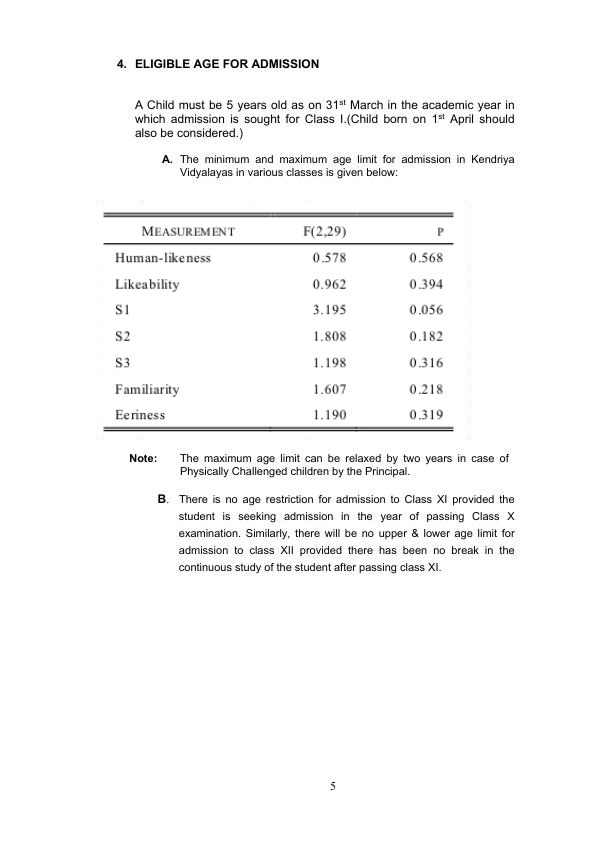 4. ELIGIBLE AGE FOR ADMISSION
A Child must be 5 years old as on 31st March in the academic year in
which admission is sought for Class I.(Child born on 1st April should
also be considered.)
A. The minimum and maximum age limit for admission in Kendriya
Vidyalayas in various classes is given below:
MEASUREMENT F(2,29) P
Human-likeness 0.578 0.568
Likeability 0.962 0.394
S1 3.195 0.056
S2 1.808 0.182
S3 1.198 0.316
Familiarity 1.607 0.218
Eeriness 1.190 0.319
Note: The maximum age limit can be relaxed by two years in case of
Physically Challenged children by the Principal.
B. There is no age restriction for admission to Class XI provided the
student is seeking admission in the year of passing Class X
examination. Similarly, there will be no upper & lower age limit for
admission to class XII provided there has been no break in the
continuous study of the student after passing class XI.
5